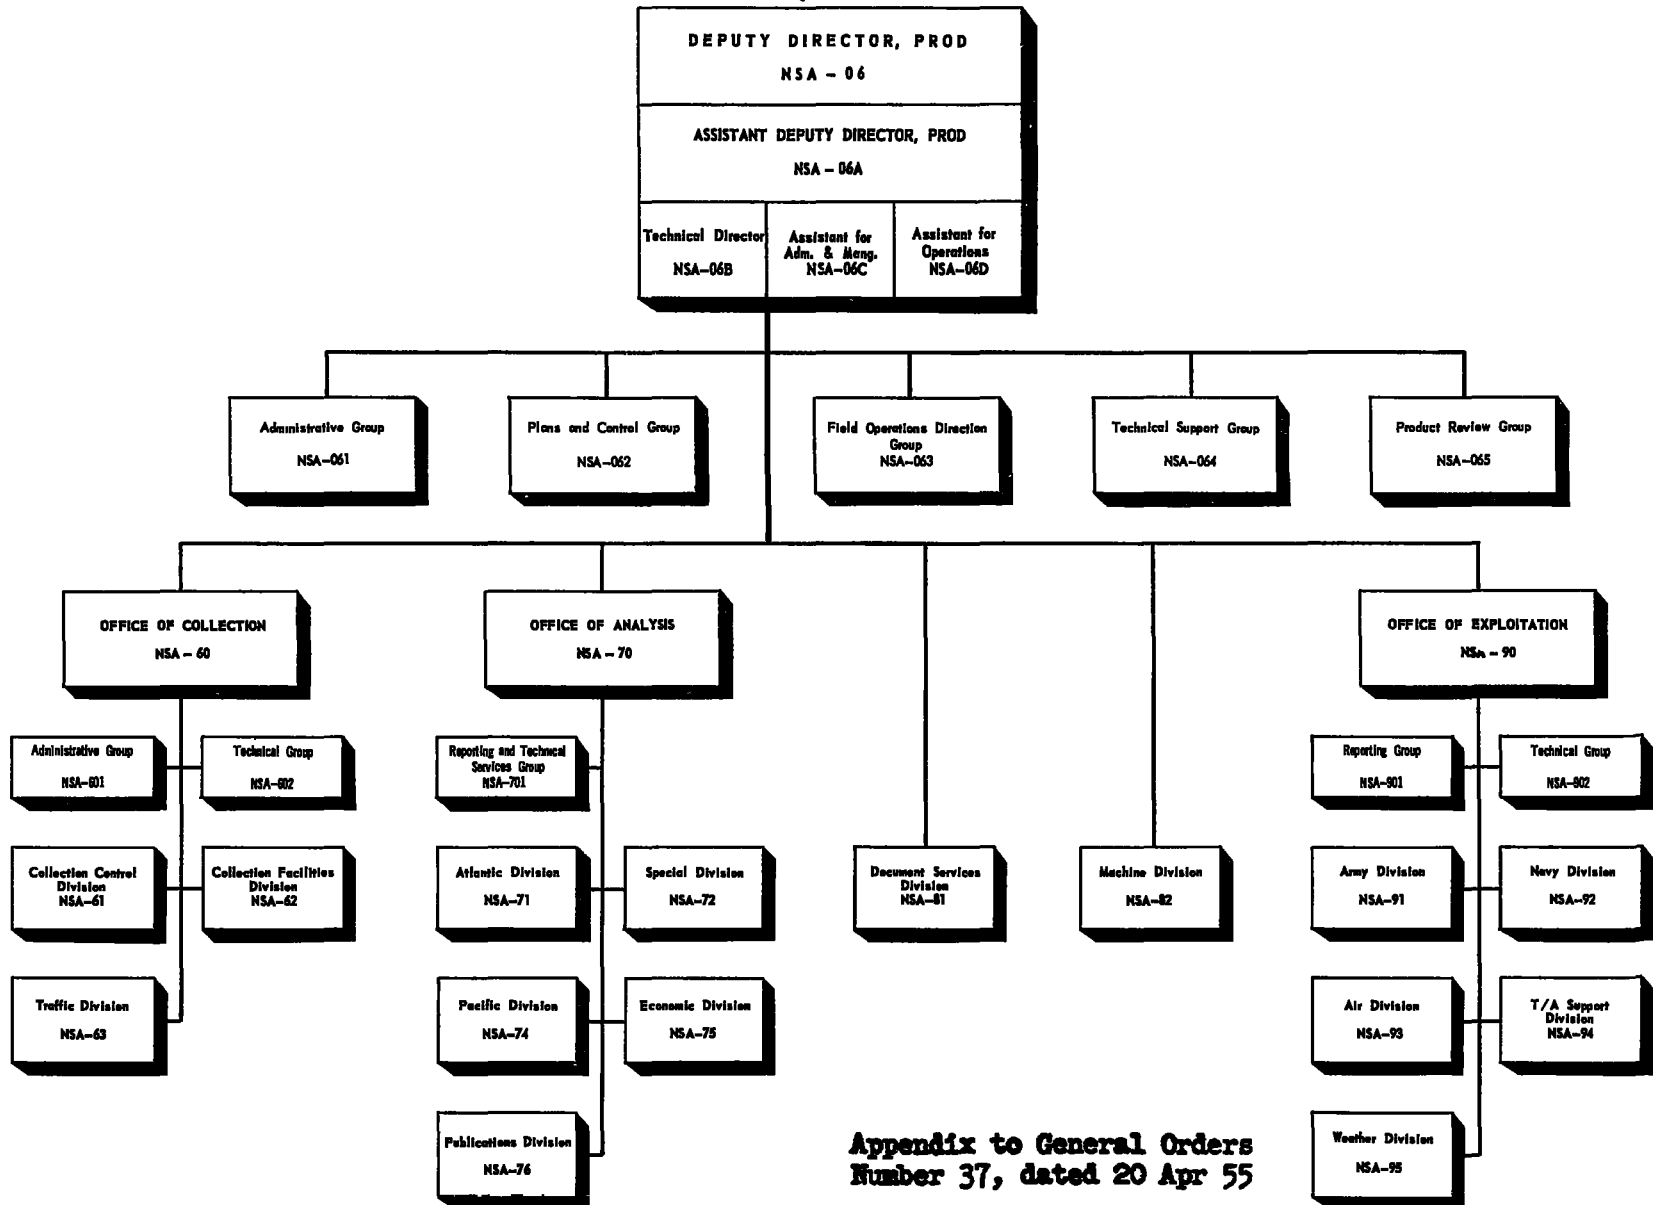 DEPUTY DIRECTOR, PROD
NSA - 06
ASSISTANT DEPUTY DIRECTOR, PROD
NSA - 06A
Technical Director
NSA-06B
Assistant for
Adm. & Mang.
NSA-06C
Assistant for
Operations
NSA-06D
Administrative Group
NSA-061
Plans and Control Group
NSA-062
Field Operations Direction
Group
NSA-063
Technical Support Group
NSA-064
Product Review Group
NSA-065
OFFICE OF COLLECTION
NSA - 60
OFFICE OF ANALYSIS
NSA - 70
OFFICE OF EXPLOITATION
NSA - 90
Administrative Group
NSA-601
Technical Group
NSA-602
Reporting and Technical
Services Group
NSA-701
Reporting Group
NSA-901
Technical Group
NSA-902
Collection Control
Division
NSA-61
Collection Facilities
Division
NSA-62
Atlantic Division
NSA-71
Special Division
NSA-72
Document Services
Division
NSA-81
Machine Division
NSA-82
Army Division
NSA-91
Navy Division
NSA-92
Traffic Division
NSA-63
Pacific Division
NSA-74
Economic Division
NSA-75
Air Division
NSA-93
T/A Support
Division
NSA-94
Publications Division
NSA-76
Weather Division
NSA-95
Appendix to General Orders
Number 37, dated 20 Apr 55